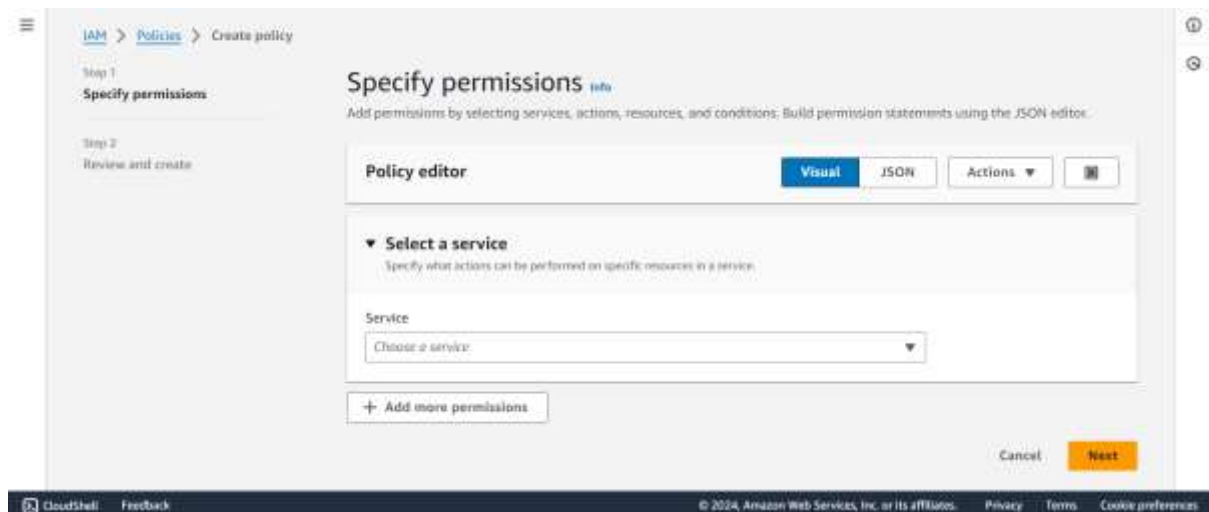 IAM > Policies > Create policy
Step 1
Specify permissions
Step 2
Review and create
Specify permissions Info
Add permissions by selecting services, actions, resources, and conditions. Build permission statements using the JSON editor.
Policy editor
Visual
JSON
Actions ▼
▼ Select a service
Specify what actions can be performed on specific resources in a service.
Service
Choose a service
+ Add more permissions
Cancel
Next
CloudShell Feedback
© 2024, Amazon Web Services, Inc. or its affiliates. Privacy Terms Cookie preferences